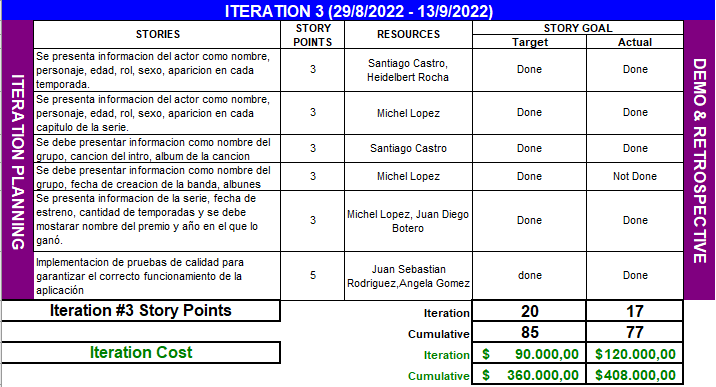 ITERATION 3 (29/8/2022 - 13/9/2022)
ITERATION PLANNING
STORIES
STORY
POINTS
RESOURCES
STORY GOAL
Target
Actual
Se presenta informacion del actor como nombre,
personaje, edad, rol, sexo, aparicion en cada
temporada.
3
Santiago Castro,
Heidelbert Rocha
Done
Done
Se presenta informacion del actor como nombre,
personaje, edad, rol, sexo, aparicion en cada
capitulo de la serie.
3
Michel Lopez
Done
Done
Se debe presentar informacion como nombre del
grupo, cancion del intro, album de la cancion
3
Santiago Castro
Done
Done
Se debe presentar informacion como nombre del
grupo, fecha de creacion de la banda, albunes
3
Michel Lopez
Done
Not Done
Se presenta informacion de la serie, fecha de
estreno, cantidad de temporadas y se debe
mostarar nombre del premio y año en el que lo
ganó.
3
Michel Lopez, Juan Diego
Botero
Done
Done
Implementacion de pruebas de calidad para
garantizar el correcto funcionamiento de la
aplicación
5
Juan Sebastian
Rodriguez,Angela Gomez
done
Done
DEMO & RETROSPECTIVE
Iteration #3 Story Points
Iteration
20
17
Cumulative
85
77
Iteration Cost
Iteration
$ 90.000,00
$120.000,00
Cumulative
$ 360.000,00
$408.000,00